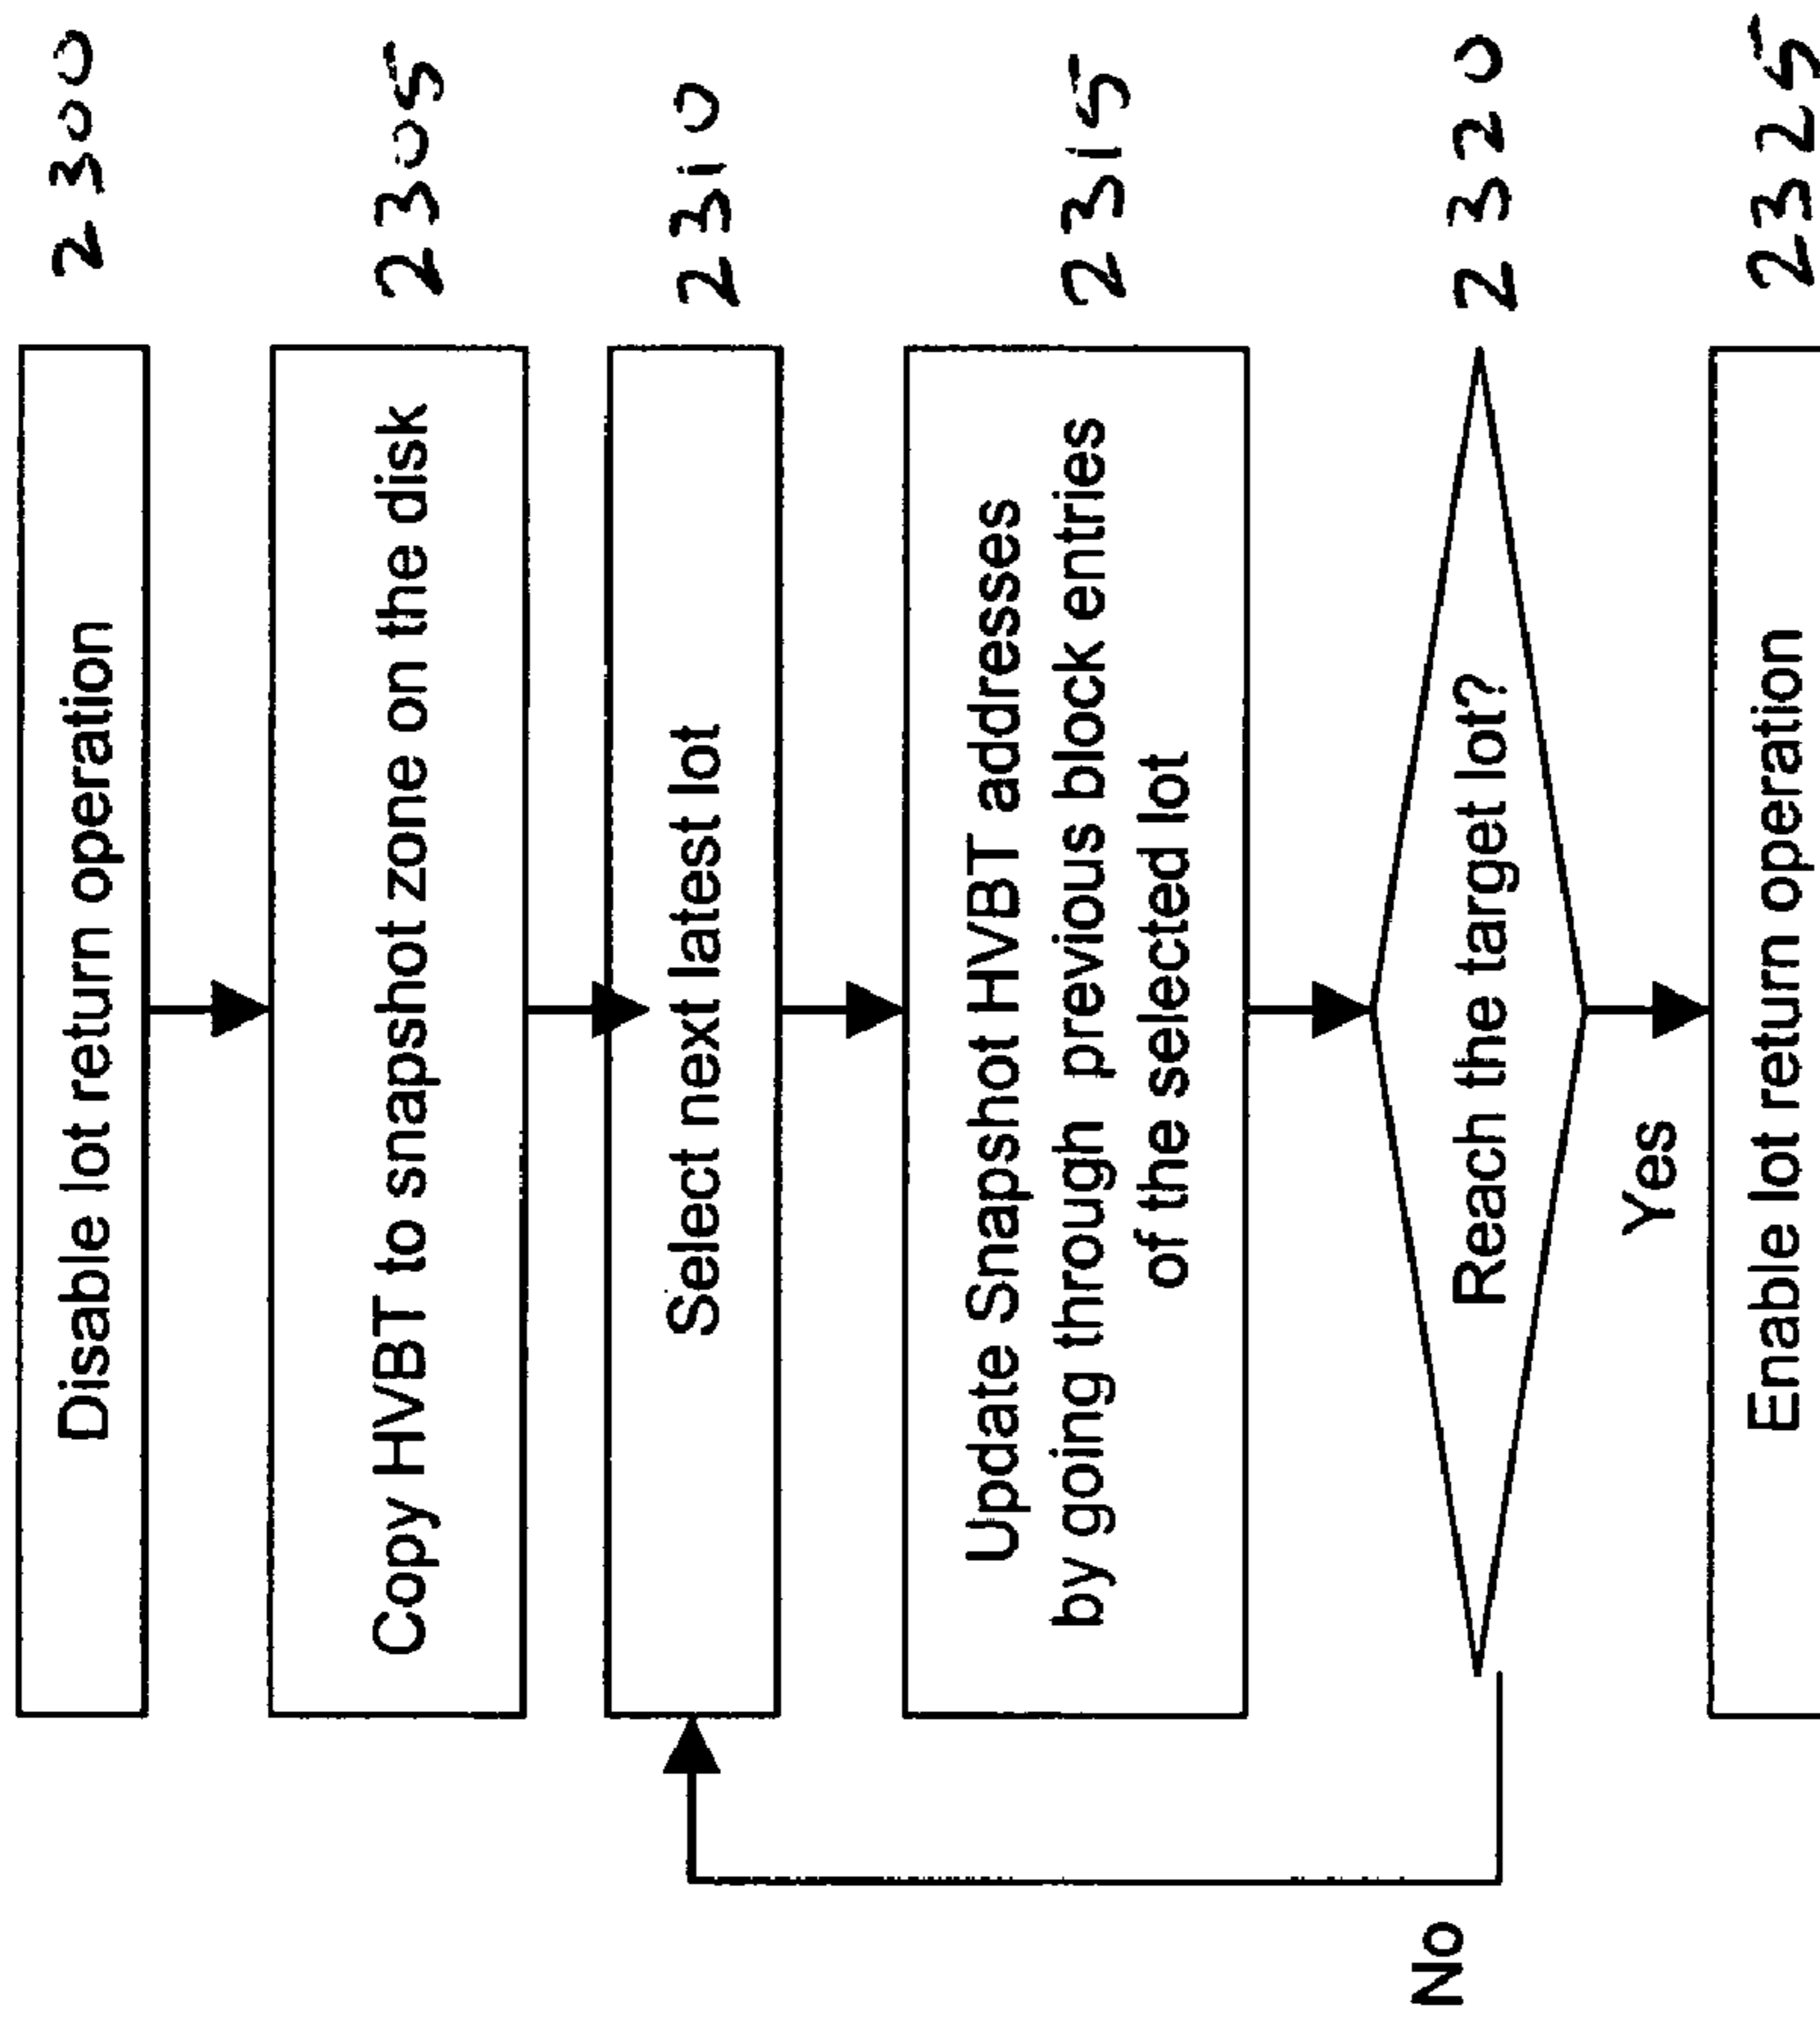 Disable lot return operation
2300
Copy HVBT to snapshot zone on the disk
2305
Select next latest lot
2310
Update Snapshot HVBT addresses
by going through previous block entries
of the selected lot
2315
Reach the target lot?
2320
No
Yes
Enable lot return operation
2325